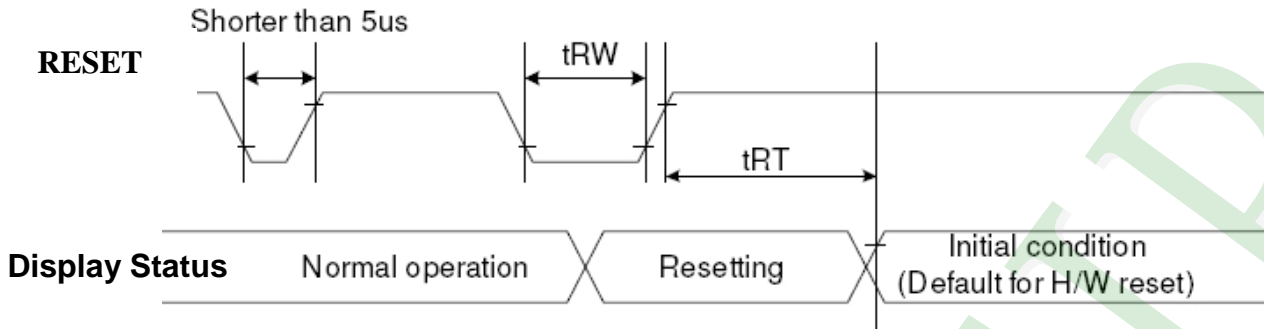 Shorter than 5us
RESET
tRW
tRT
Display Status
Normal operation
Resetting
Initial condition
(Default for H/W reset)